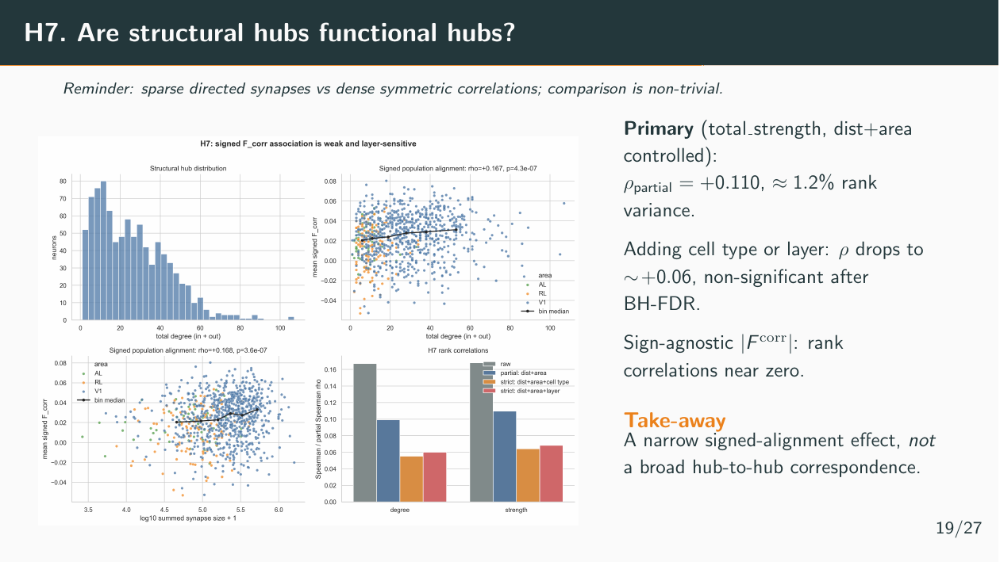 H7. Are structural hubs functional hubs?
Reminder: sparse directed synapses vs dense symmetric correlations; comparison is non-trivial.
H7: signed F_corr association is weak and layer-sensitive
Structural hub distribution
neurons
80
70
60
50
40
30
20
10
0
0 20 40 60 80 100
total degree (in + out)
Signed population alignment: rho=+0.167, p=4.3e-07
mean signed F_corr
0.08
0.06
0.04
0.02
0.00
−0.02
−0.04
area
AL
RL
V1
bin median
0 20 40 60 80 100
total degree (in + out)
Signed population alignment: rho=+0.168, p=3.6e-07
mean signed F_corr
0.08
0.06
0.04
0.02
0.00
−0.02
−0.04
area
AL
RL
V1
bin median
3.5 4.0 4.5 5.0 5.5 6.0
log10 summed synapse size + 1
H7 rank correlations
Spearman / partial Spearman rho
0.16
0.14
0.12
0.10
0.08
0.06
0.04
0.02
0.00
raw
partial: dist+area
strict: dist+area+cell type
strict: dist+area+layer
degree strength
Primary (total_strength, dist+area
controlled):
ρpartial = +0.110, ≈ 1.2% rank
variance.
Adding cell type or layer: ρ drops to
∼+0.06, non-significant after
BH-FDR.
Sign-agnostic |F^corr|: rank
correlations near zero.
Take-away
A narrow signed-alignment effect, not
a broad hub-to-hub correspondence.
19/27